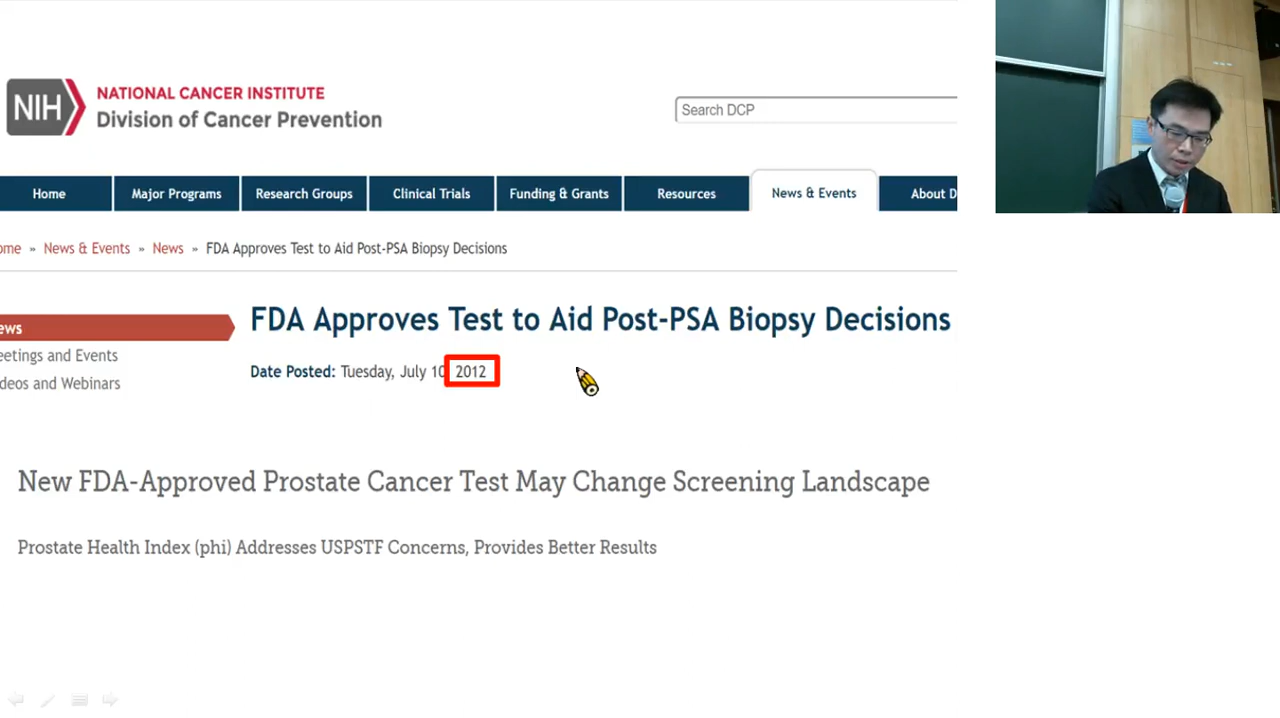 NIH
NATIONAL CANCER INSTITUTE
Division of Cancer Prevention
Search DCP
Home
Major Programs
Research Groups
Clinical Trials
Funding & Grants
Resources
News & Events
About D
ome » News & Events » News » FDA Approves Test to Aid Post-PSA Biopsy Decisions
ews
eetings and Events
deos and Webinars
FDA Approves Test to Aid Post-PSA Biopsy Decisions
Date Posted: Tuesday, July 10 2012
New FDA-Approved Prostate Cancer Test May Change Screening Landscape
Prostate Health Index (phi) Addresses USPSTF Concerns, Provides Better Results